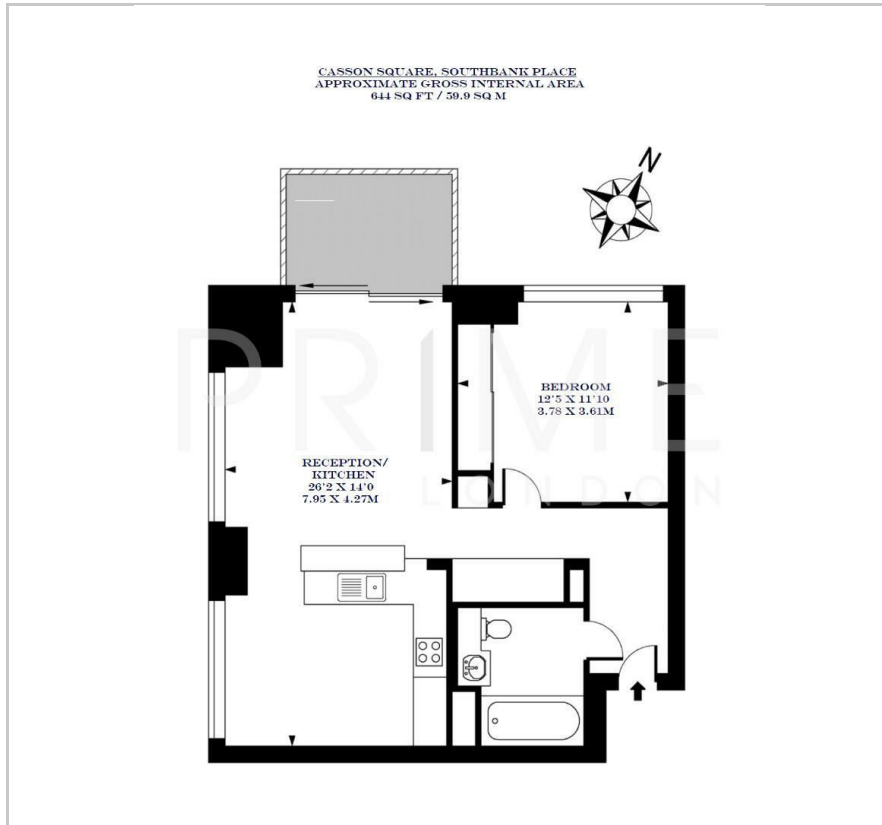 CASSON SQUARE, SOUTHBANK PLACE
APPROXIMATE GROSS INTERNAL AREA
644 SQ FT / 59.9 SQ M
N
PRIME
LONDON
BEDROOM
12'5 X 11'10
3.78 X 3.61M
RECEPTION/
KITCHEN
26'2 X 14'0
7.95 X 4.27M